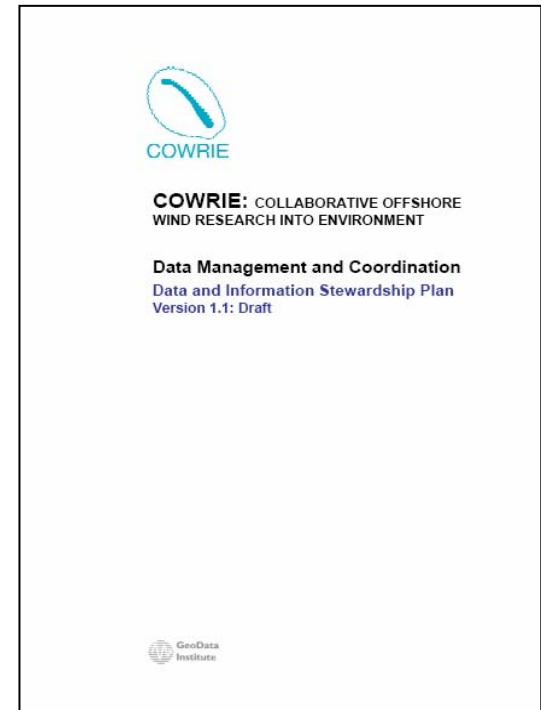 COWRIE
COWRIE: COLLABORATIVE OFFSHORE
WIND RESEARCH INTO ENVIRONMENT
Data Management and Coordination
Data and Information Stewardship Plan
Version 1.1: Draft
GeoData
Institute